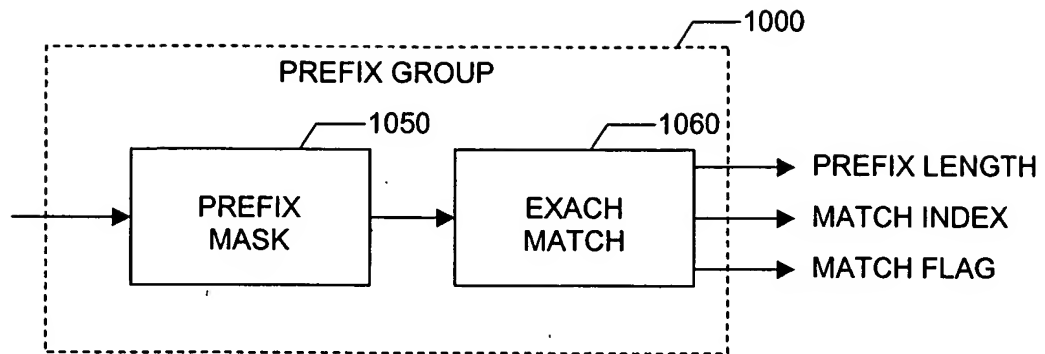 1000
PREFIX GROUP
1050
1060
PREFIX
MASK
EXACH
MATCH
PREFIX LENGTH
MATCH INDEX
MATCH FLAG